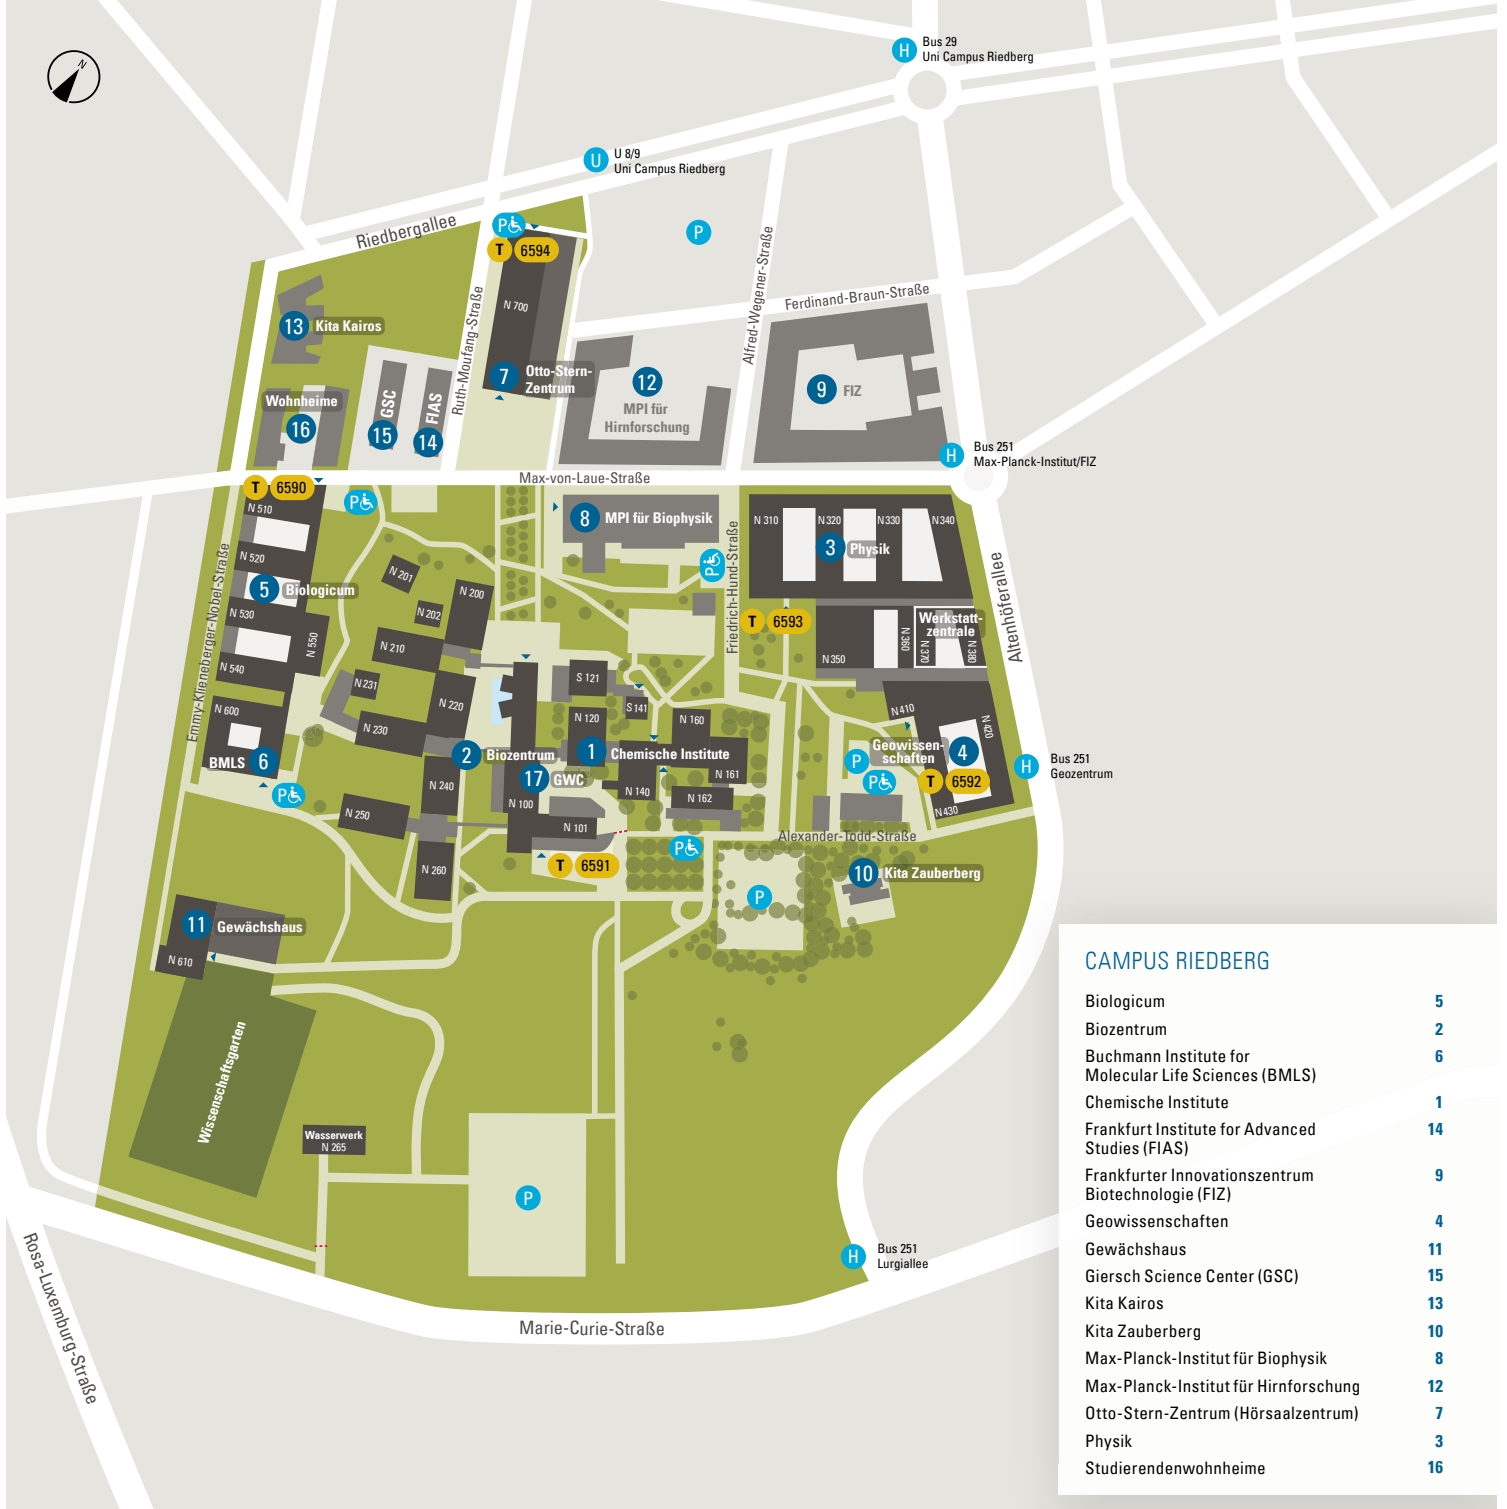 N
H
Bus 29
Uni Campus Riedberg
U
U 8/9
Uni Campus Riedberg
P
Riedbergallee
P
T 6594
N 700
Ruth-Moufang-Straße
Alfred-Wegener-Straße
Ferdinand-Braun-Straße
13 Kita Kairos
7 Otto-Stern-
Zentrum
12
MPI für
Hirnforschung
9 FIZ
Wohnheime
16
GSC
15
FIAS
14
H
Bus 251
Max-Planck-Institut/FIZ
Max-von-Laue-Straße
T 6590
P
N 510
N 520
5 Biologicum
N 530
N 550
N 540
Emmy-Klieneberger-Nobel-Straße
N 600
BMLS 6
P
8 MPI für Biophysik
P
Friedrich-Hund-Straße
N 310
N 320
N 330
N 340
3 Physik
T 6593
Werkstatt-
zentrale
N 350
N 360
N 370
N 380
Altenhöferallee
N 201
N 202
N 200
N 210
N 231
N 220
N 230
2 Biozentrum
N 240
N 250
N 260
S 121
S 141
N 120
N 160
1 Chemische Institute
17 GWC
N 100
N 101
N 140
N 161
N 162
T 6591
P
N 410
N 420
Geowissen-
schaften
4
P
P
T 6592
N 430
H
Bus 251
Geozentrum
Alexander-Todd-Straße
10 Kita Zauberberg
P
11 Gewächshaus
N 610
Wissenschaftsgarten
Wasserwerk
N 265
P
H
Bus 251
Lurgiallee
Marie-Curie-Straße
Rosa-Luxemburg-Straße
CAMPUS RIEDBERG
Biologicum 5
Biozentrum 2
Buchmann Institute for 6
Molecular Life Sciences (BMLS)
Chemische Institute 1
Frankfurt Institute for Advanced 14
Studies (FIAS)
Frankfurter Innovationszentrum 9
Biotechnologie (FIZ)
Geowissenschaften 4
Gewächshaus 11
Giersch Science Center (GSC) 15
Kita Kairos 13
Kita Zauberberg 10
Max-Planck-Institut für Biophysik 8
Max-Planck-Institut für Hirnforschung 12
Otto-Stern-Zentrum (Hörsaalzentrum) 7
Physik 3
Studierendenwohnheime 16